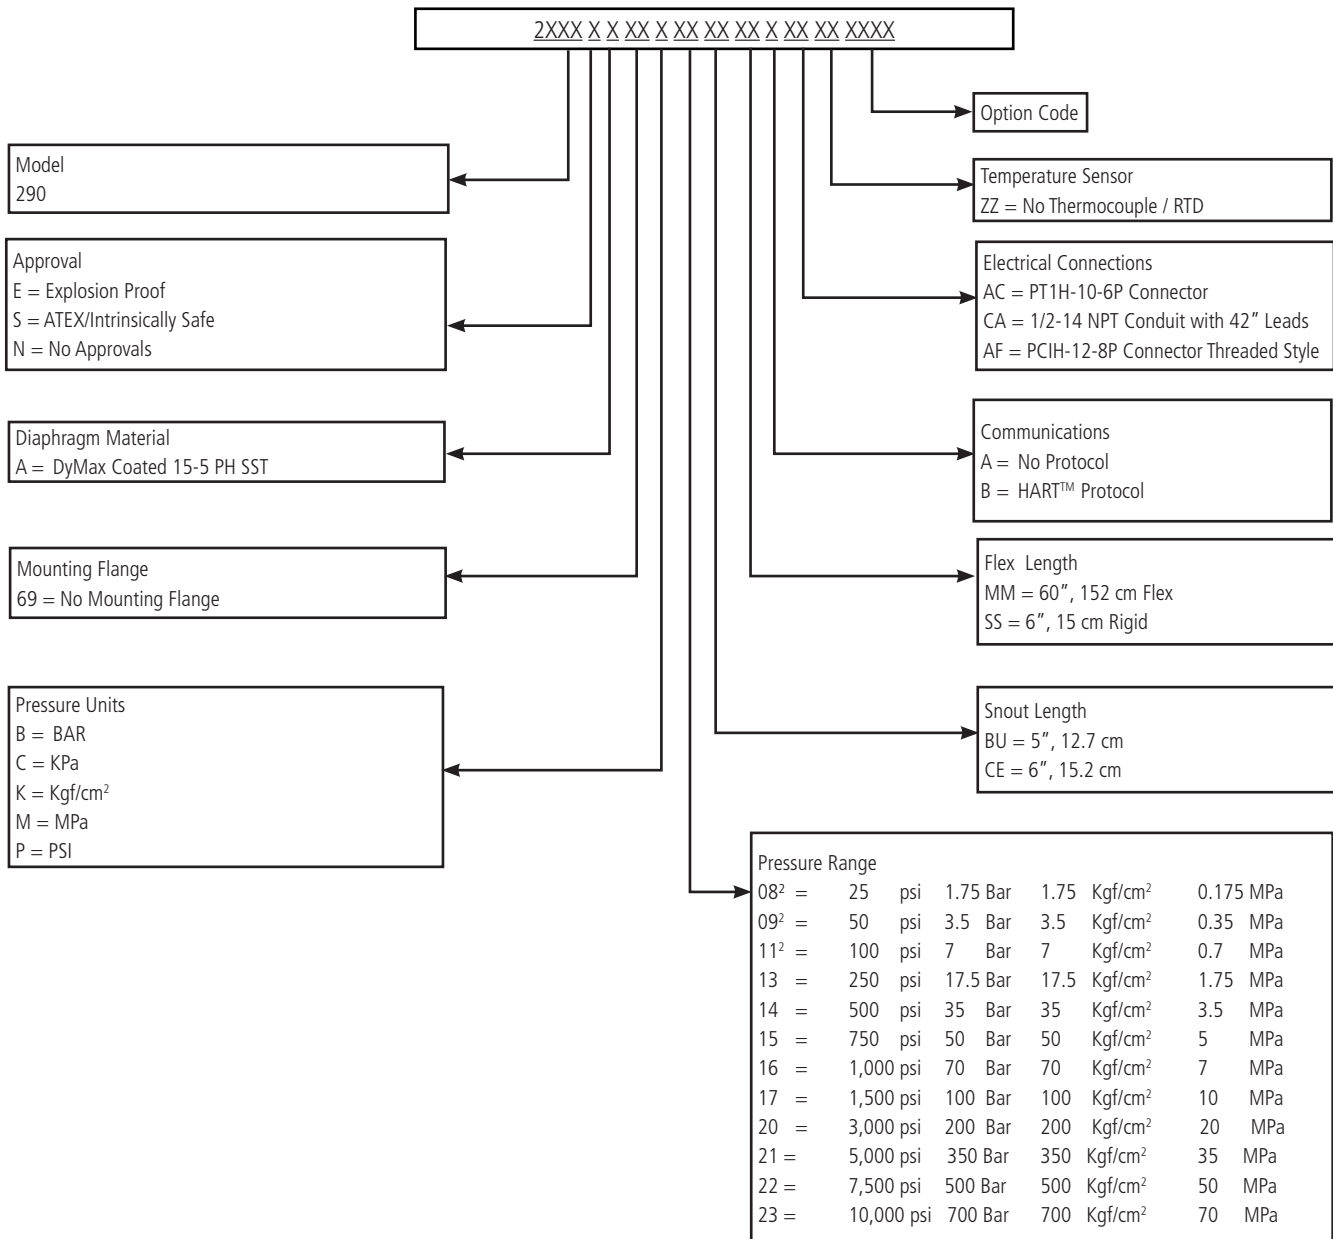 2XXX X X XX X XX XX XX X XX XX XXXX
Option Code
Model
290
Temperature Sensor
ZZ = No Thermocouple / RTD
Approval
E = Explosion Proof
S = ATEX/Intrinsically Safe
N = No Approvals
Electrical Connections
AC = PT1H-10-6P Connector
CA = 1/2-14 NPT Conduit with 42” Leads
AF = PCIH-12-8P Connector Threaded Style
Diaphragm Material
A = DyMax Coated 15-5 PH SST
Communications
A = No Protocol
B = HART™ Protocol
Mounting Flange
69 = No Mounting Flange
Flex Length
MM = 60”, 152 cm Flex
SS = 6”, 15 cm Rigid
Pressure Units
B = BAR
C = KPa
K = Kgf/cm²
M = MPa
P = PSI
Snout Length
BU = 5”, 12.7 cm
CE = 6”, 15.2 cm
Pressure Range
08² = 25 psi 1.75 Bar 1.75 Kgf/cm² 0.175 MPa
09² = 50 psi 3.5 Bar 3.5 Kgf/cm² 0.35 MPa
11² = 100 psi 7 Bar 7 Kgf/cm² 0.7 MPa
13 = 250 psi 17.5 Bar 17.5 Kgf/cm² 1.75 MPa
14 = 500 psi 35 Bar 35 Kgf/cm² 3.5 MPa
15 = 750 psi 50 Bar 50 Kgf/cm² 5 MPa
16 = 1,000 psi 70 Bar 70 Kgf/cm² 7 MPa
17 = 1,500 psi 100 Bar 100 Kgf/cm² 10 MPa
20 = 3,000 psi 200 Bar 200 Kgf/cm² 20 MPa
21 = 5,000 psi 350 Bar 350 Kgf/cm² 35 MPa
22 = 7,500 psi 500 Bar 500 Kgf/cm² 50 MPa
23 = 10,000 psi 700 Bar 700 Kgf/cm² 70 MPa